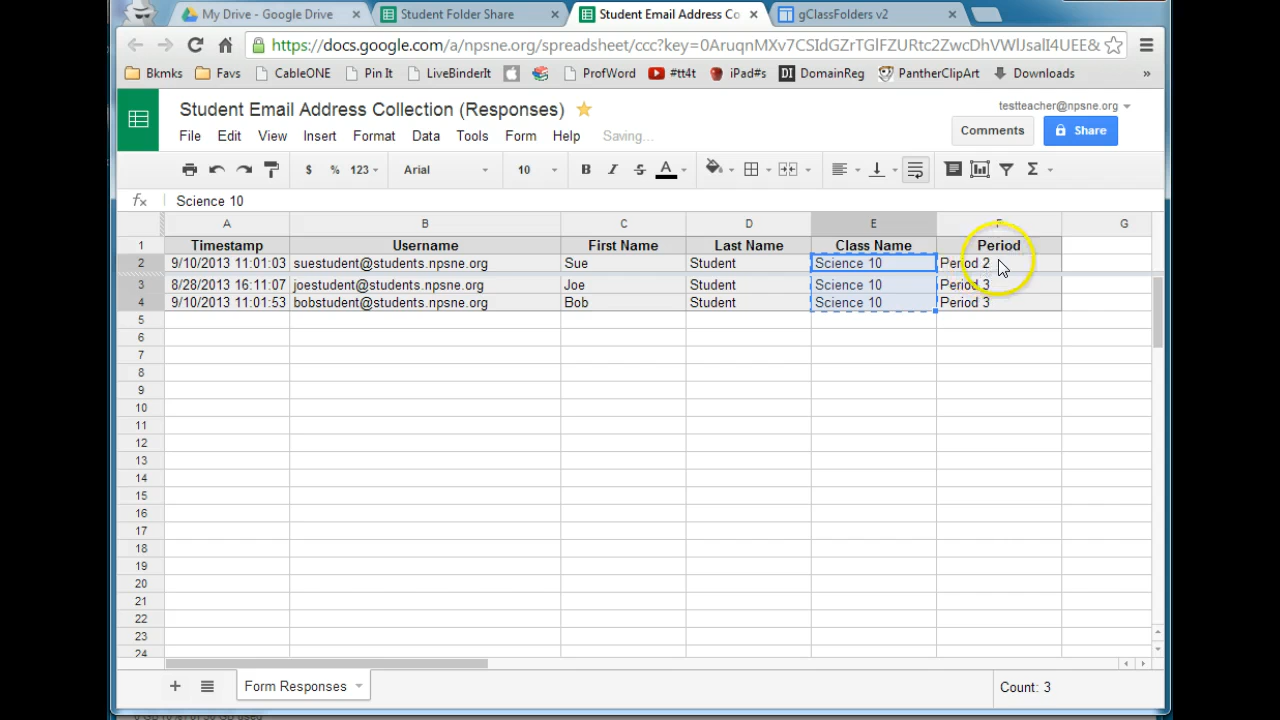 My Drive - Google Drive
Student Folder Share
Student Email Address Co
gClassFolders v2
https://docs.google.com/a/npsne.org/spreadsheet/ccc?key=0AruqnMXv7CSIdGZrTGlFZURtc2ZwcDhVWlJsalI4UEE&
Bkmks Favs CableONE Pin It LiveBinderIt ProfWord #tt4t iPad#s DomainReg PantherClipArt Downloads »
Student Email Address Collection (Responses)
testteacher@npsne.org
File Edit View Insert Format Data Tools Form Help Saving...
Comments Share
$ % 123 Arial 10 B I S A Σ
fx Science 10
A B C D E F G
1 Timestamp Username First Name Last Name Class Name Period
2 9/10/2013 11:01:03 suestudent@students.npsne.org Sue Student Science 10 Period 2
3 8/28/2013 16:11:07 joestudent@students.npsne.org Joe Student Science 10 Period 3
4 9/10/2013 11:01:53 bobstudent@students.npsne.org Bob Student Science 10 Period 3
5
6
7
8
9
10
11
12
13
14
15
16
17
18
19
20
21
22
23
24
Form Responses
Count: 3